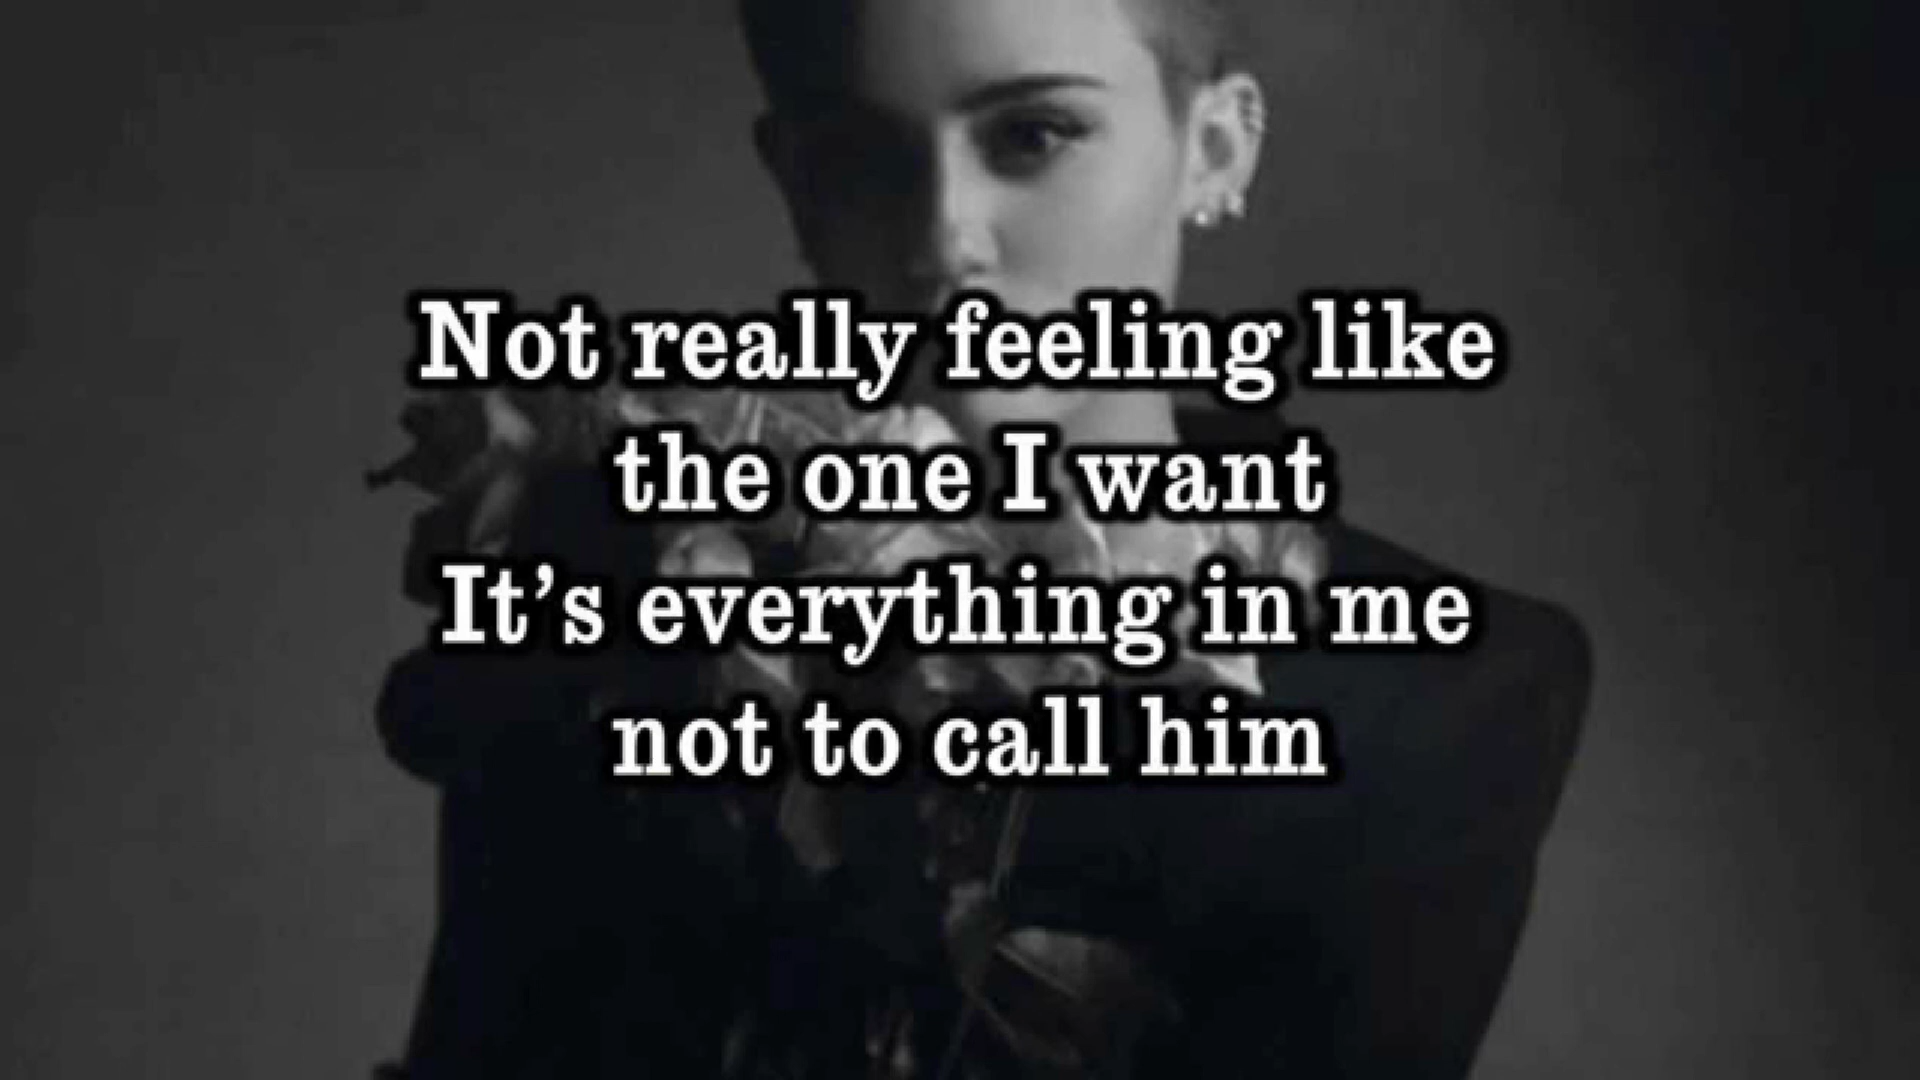 Not really feeling like
the one I want
It’s everything in me
not to call him